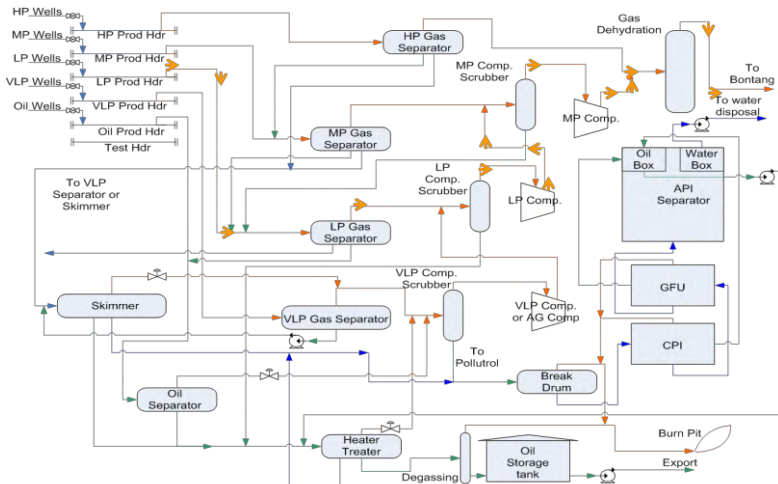 HP Wells
MP Wells
LP Wells
VLP Wells
Oil Wells
HP Prod Hdr
MP Prod Hdr
LP Prod Hdr
VLP Prod Hdr
Oil Prod Hdr
Test Hdr
HP Gas
Separator
Gas
Dehydration
MP Comp.
Scrubber
To
Bontang
To water
disposal
MP Comp.
MP Gas
Separator
Oil
Box
Water
Box
API
Separator
To VLP
Separator or
Skimmer
LP
Comp.
Scrubber
LP Comp.
LP Gas
Separator
VLP Comp.
Scrubber
Skimmer
VLP Gas Separator
VLP Comp.
or AG Comp
GFU
CPI
To
Pollutrol
Oil
Separator
Break
Drum
Heater
Treater
Degassing
Oil
Storage
tank
Burn Pit
Export